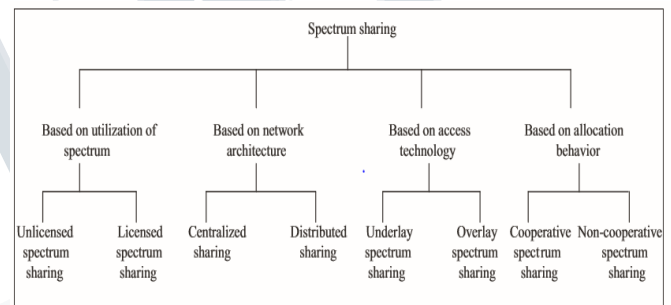 Spectrum sharing
Based on utilization of
spectrum
Based on network
architecture
Based on access
technology
Based on allocation
behavior
Unlicensed
spectrum
sharing
Licensed
spectrum
sharing
Centralized
sharing
Distributed
sharing
Underlay
spectrum
sharing
Overlay
spectrum
sharing
Cooperative
spectrum
sharing
Non-cooperative
spectrum
sharing